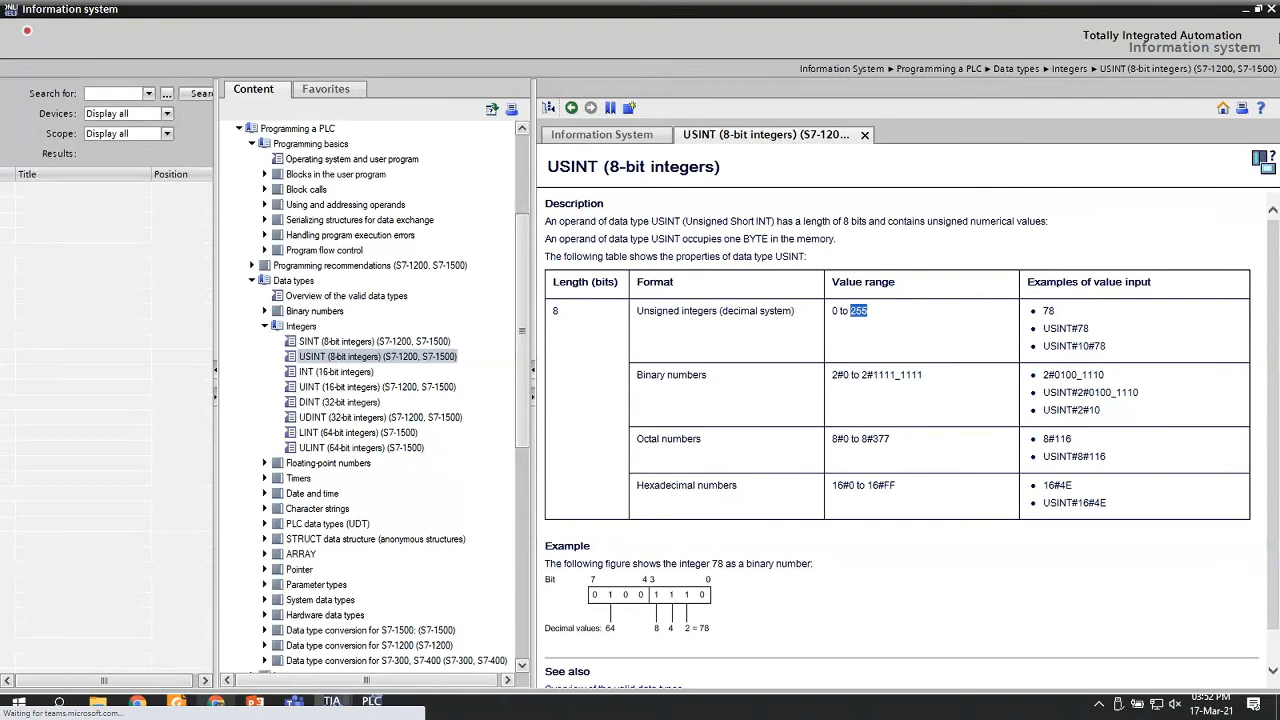 Information system
Totally Integrated Automation
Information system
Information System ▸ Programming a PLC ▸ Data types ▸ Integers ▸ USINT (8-bit integers) (S7-1200, S7-1500)
Search for:
...
Sear
Devices:
Display all
Scope:
Display all
Results:
Title
Position
Content
Favorites
Programming a PLC
Programming basics
Operating system and user program
Blocks in the user program
Block calls
Using and addressing operands
Serializing structures for data exchange
Handling program execution errors
Program flow control
Programming recommendations (S7-1200, S7-1500)
Data types
Overview of the valid data types
Binary numbers
Integers
SINT (8-bit integers) (S7-1200, S7-1500)
USINT (8-bit integers) (S7-1200, S7-1500)
INT (16-bit integers)
UINT (16-bit integers) (S7-1200, S7-1500)
DINT (32-bit integers)
UDINT (32-bit integers) (S7-1200, S7-1500)
LINT (64-bit integers) (S7-1500)
ULINT (64-bit integers) (S7-1500)
Floating-point numbers
Timers
Date and time
Character strings
PLC data types (UDT)
STRUCT data structure (anonymous structures)
ARRAY
Pointer
Parameter types
System data types
Hardware data types
Data type conversion for S7-1500: (S7-1500)
Data type conversion for S7-1200 (S7-1200)
Data type conversion for S7-300, S7-400 (S7-300, S7-400)
Information System
USINT (8-bit integers) (S7-120...
USINT (8-bit integers)
Description
An operand of data type USINT (Unsigned Short INT) has a length of 8 bits and contains unsigned numerical values:
An operand of data type USINT occupies one BYTE in the memory.
The following table shows the properties of data type USINT:
Length (bits) Format Value range Examples of value input
8 Unsigned integers (decimal system) 0 to 255 • 78
• USINT#78
• USINT#10#78
Binary numbers 2#0 to 2#1111_1111 • 2#0100_1110
• USINT#2#0100_1110
• USINT#2#10
Octal numbers 8#0 to 8#377 • 8#116
• USINT#8#116
Hexadecimal numbers 16#0 to 16#FF • 16#4E
• USINT#16#4E
Example
The following figure shows the integer 78 as a binary number:
Bit 7 4 3 0
0 1 0 0 1 1 1 0
Decimal values: 64 8 4 2 = 78
See also
Overview of the valid data types
Waiting for teams.microsoft.com...
TIA
PLC
03:52 PM
17-Mar-21